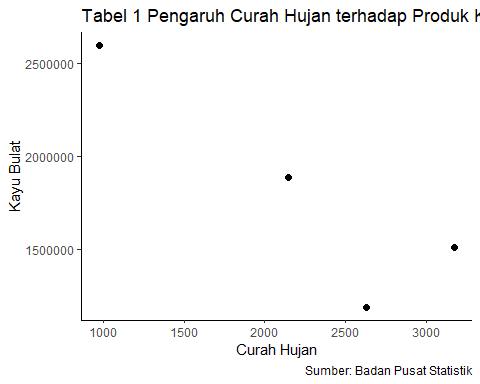 Tabel 1 Pengaruh Curah Hujan terhadap Produk K
2500000
2000000
1500000
Kayu Bulat
1000
1500
2000
2500
3000
Curah Hujan
Sumber: Badan Pusat Statistik